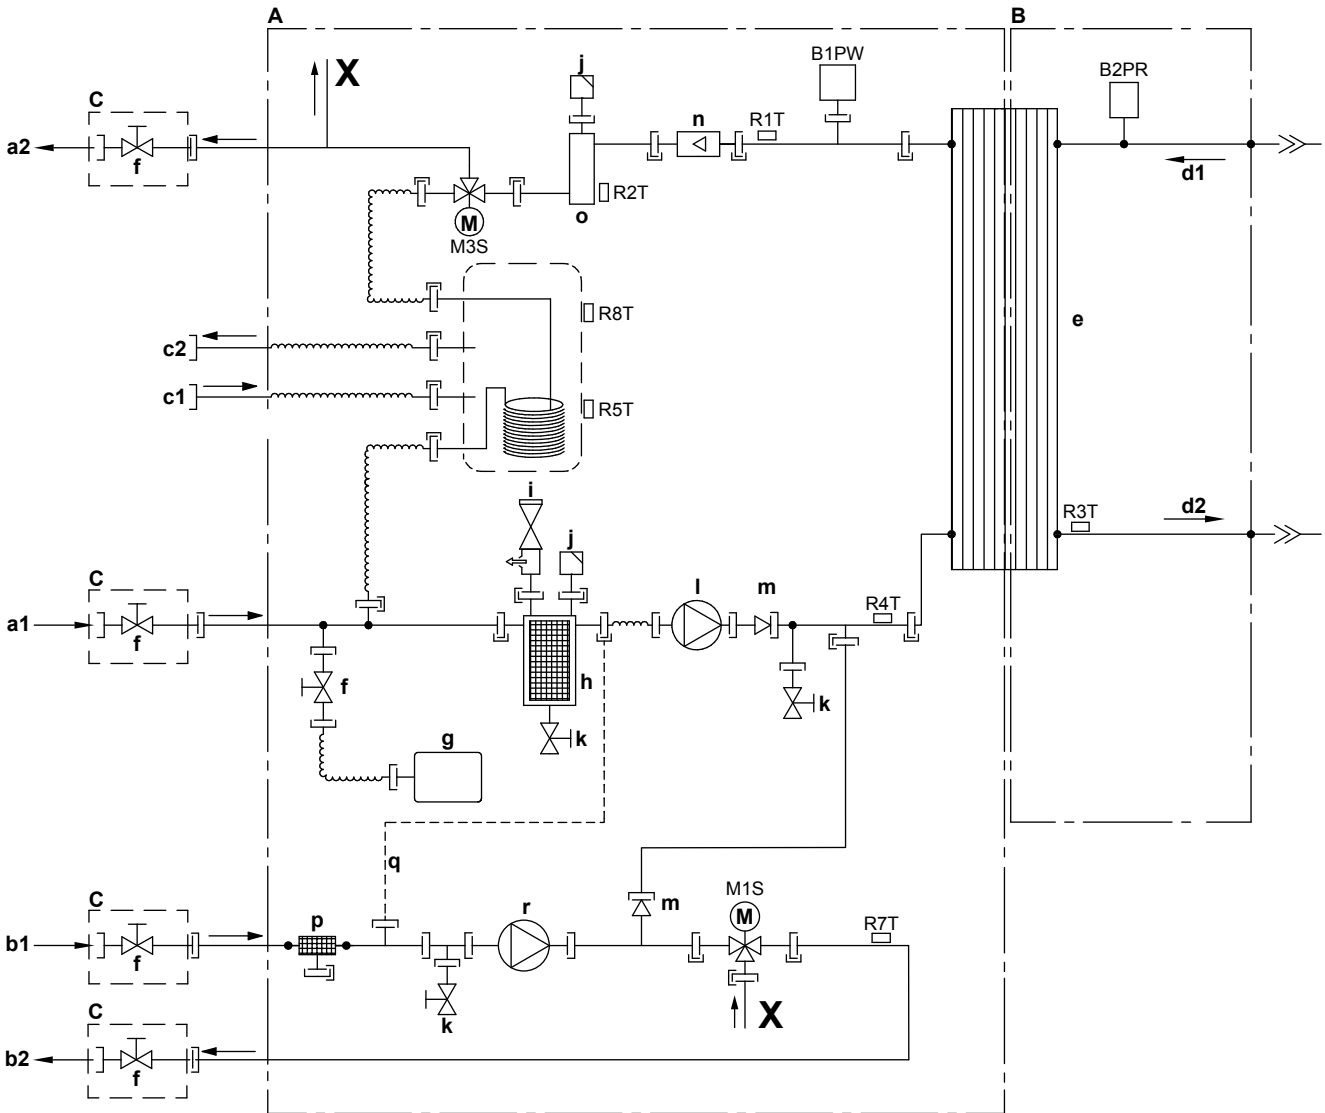 A B
X
j
B1PW
B2PR
C
a2
f
n
R1T
d1
R2T
o
M
M3S
R8T
e
c2
c1
R5T
i
R3T
d2
j
C
l
m
R4T
a1
f
f
h
k
k
g
q
M1S
C
p
r
m
M
R7T
b1
f
k
X
C
b2
f